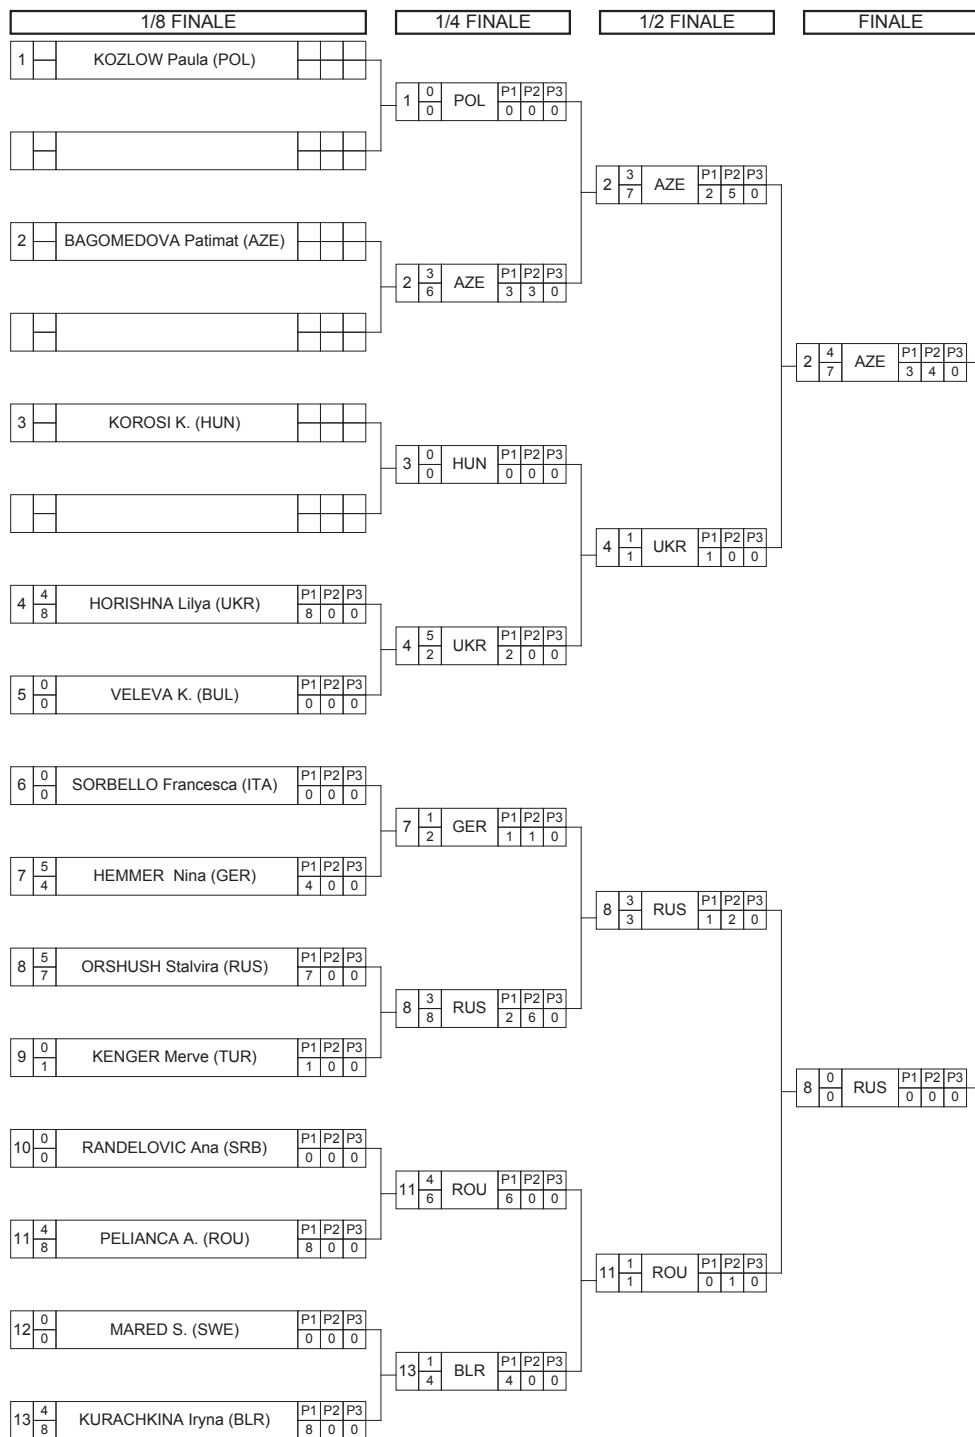 1/8 FINALE 1/4 FINALE 1/2 FINALE FINALE
1 KOZLOW Paula (POL)
1 0 0 POL P1 P2 P3 0 0 0
2 3 7 AZE P1 P2 P3 2 5 0
2 BAGOMEDOVA Patimat (AZE)
2 3 6 AZE P1 P2 P3 3 3 0
2 4 7 AZE P1 P2 P3 3 4 0
3 KOROSI K. (HUN)
3 0 0 HUN P1 P2 P3 0 0 0
4 1 1 UKR P1 P2 P3 1 0 0
4 4 8 HORISHNA Lilya (UKR) P1 P2 P3 8 0 0
4 5 2 UKR P1 P2 P3 2 0 0
5 0 0 VELEVA K. (BUL) P1 P2 P3 0 0 0
6 0 0 SORBELLO Francesca (ITA) P1 P2 P3 0 0 0
7 1 2 GER P1 P2 P3 1 1 0
7 5 4 HEMMER Nina (GER) P1 P2 P3 4 0 0
8 3 3 RUS P1 P2 P3 1 2 0
8 5 7 ORSHUSH Stalvira (RUS) P1 P2 P3 7 0 0
8 3 8 RUS P1 P2 P3 2 6 0
9 0 1 KENGER Merve (TUR) P1 P2 P3 1 0 0
8 0 0 RUS P1 P2 P3 0 0 0
10 0 0 RANDELOVIC Ana (SRB) P1 P2 P3 0 0 0
11 4 6 ROU P1 P2 P3 6 0 0
11 4 8 PELIANCA A. (ROU) P1 P2 P3 8 0 0
11 1 1 ROU P1 P2 P3 0 1 0
12 0 0 MARED S. (SWE) P1 P2 P3 0 0 0
13 1 4 BLR P1 P2 P3 4 0 0
13 4 8 KURACHKINA Iryna (BLR) P1 P2 P3 8 0 0